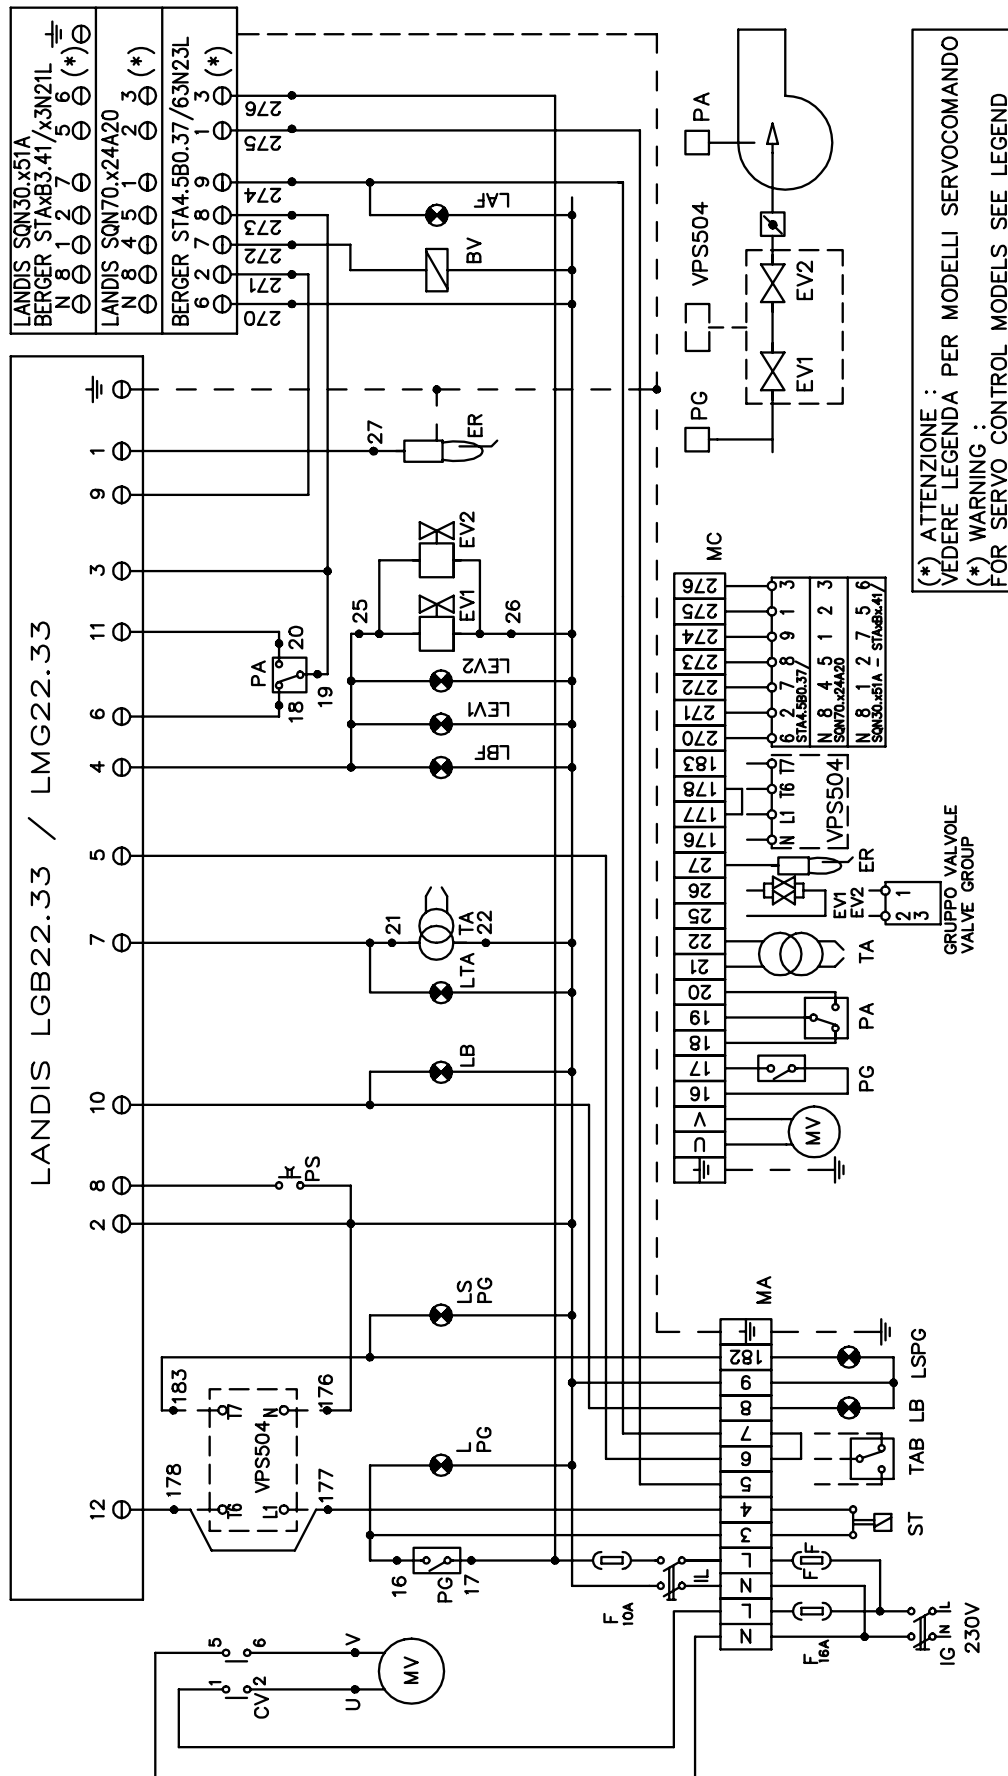 LANDIS SQN30.x51A
BERGER STAxB3.41/x3N21L
N 8 1 2 7 5 6 (*)
LANDIS SQN70.x24A20
N 8 4 5 1 2 3 (*)
BERGER STA4.5B0.37/63N23L
6 2 7 8 9 1 3 (*)
270 271 272 273 274 275 276
LANDIS LGB22.33 / LMG22.33
12 2 8 10 7 5 4 6 11 3 9 1
178
183
T6 T7
VPS504
L1 N
177
176
PS
PA
18 20
19
27
ER
BV
LAF
25
EV1
EV2
26
LBF
LEV1
LEV2
21
TA
22
LTA
LB
LS
PG
L
PG
16
PG
17
1 5
CV
2 6
U V
MV
F
10A
IL
MA
N L N L 3 4 5 6 7 8 9 182
F
16A
F
F
IG
N L
230V
ST
TAB
LB
LSPG
MC
U V 16 17 18 19 20 21 22 25 26 27 176 177 178 183 270 271 272 273 274 275 276
MV
PG
PA
TA
EV1
EV2
2 1
3
GRUPPO VALVOLE
VALVE GROUP
ER
N L1 T6 T7
VPS504
6 2 7 8 9 1 3
STA4.5B0.37/
N 8 4 5 1 2 3
SQN70.x24A20
N 8 1 2 7 5 6
SQN30.x51A - STAxBx.41/
PG
VPS504
PA
EV1
EV2
(*) ATTENZIONE :
VEDERE LEGENDA PER MODELLI SERVOCOMANDO
(*) WARNING :
FOR SERVO CONTROL MODELS SEE LEGEND